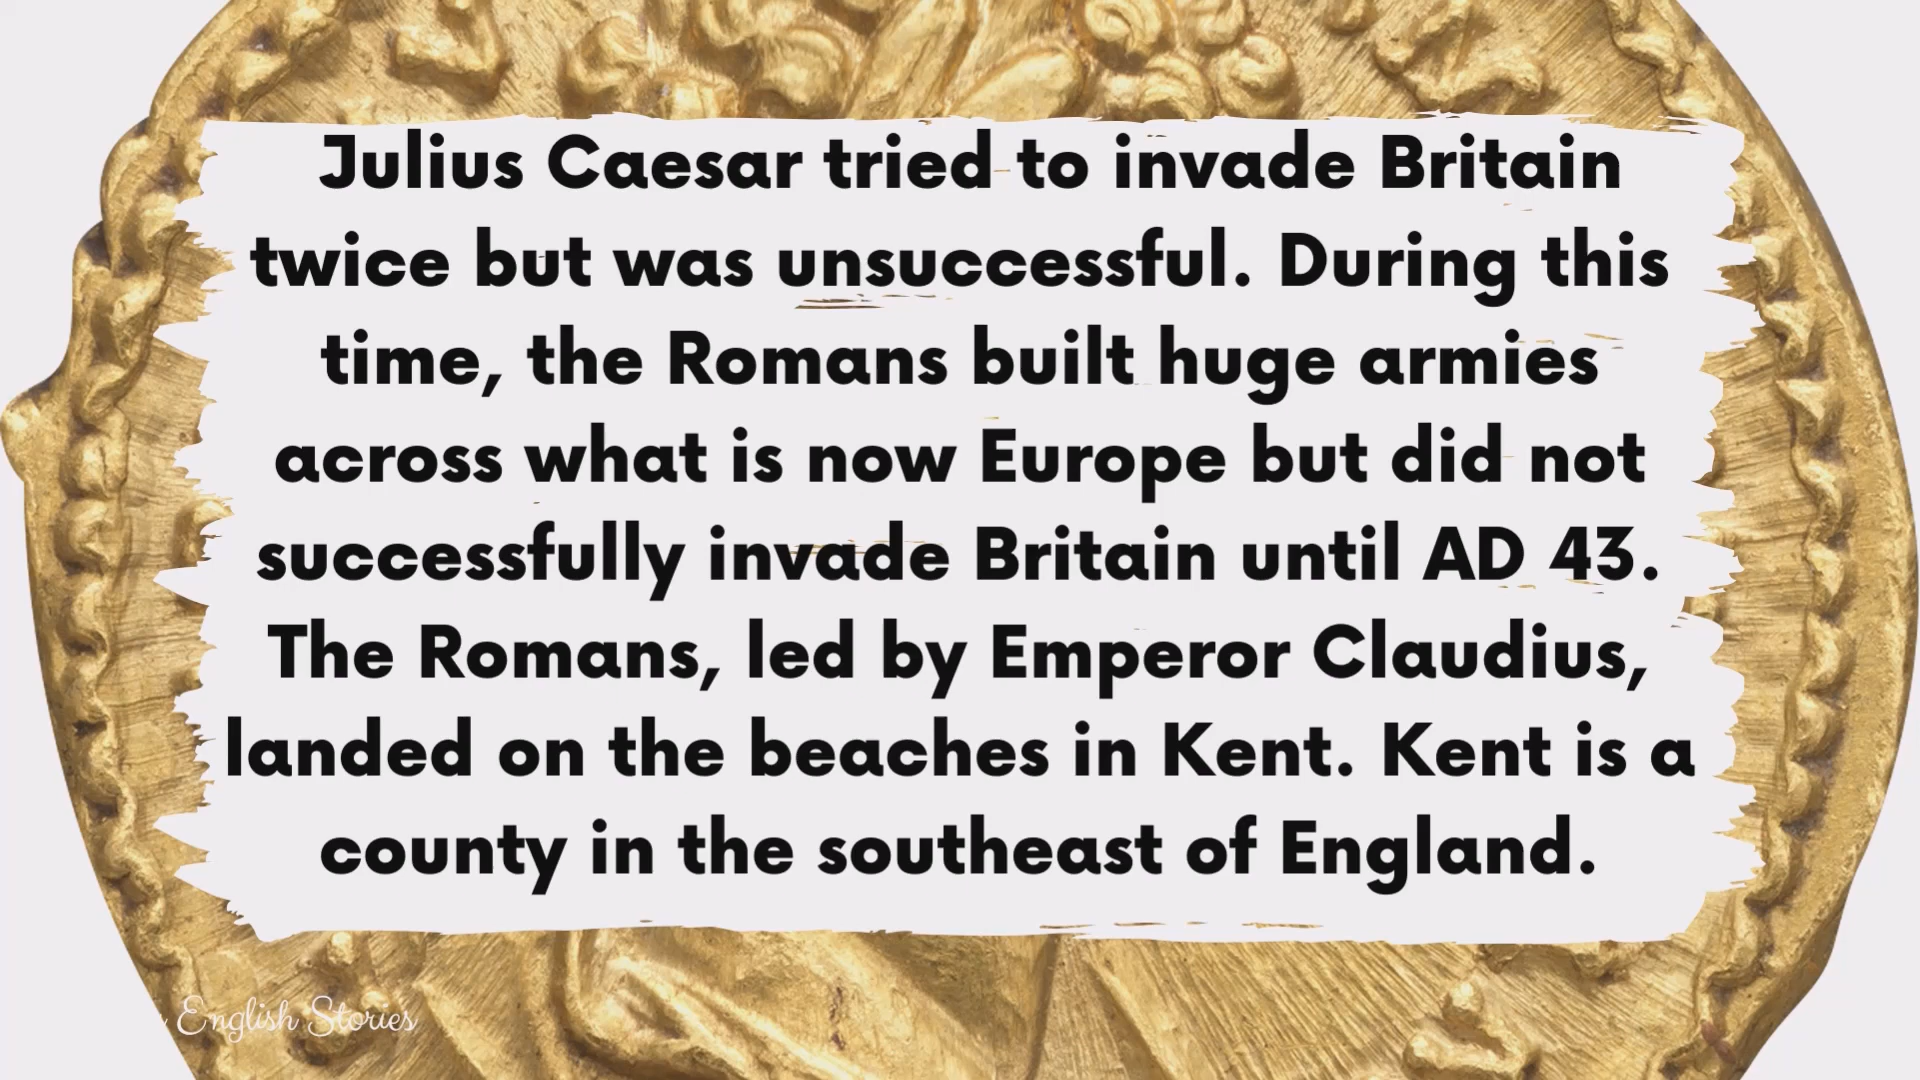 Julius Caesar tried to invade Britain
twice but was unsuccessful. During this
time, the Romans built huge armies
across what is now Europe but did not
successfully invade Britain until AD 43.
The Romans, led by Emperor Claudius,
landed on the beaches in Kent. Kent is a
county in the southeast of England.
English Stories